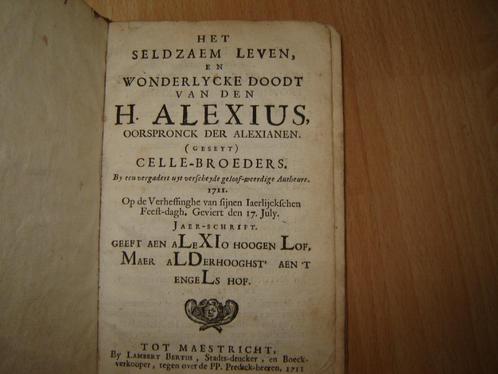 HET
SELDZAEM LEVEN,
EN
WONDERLYCKE DOODT
VAN DEN
H. ALEXIUS,
OORSPRONCK DER ALEXIANEN.
(GESEYT)
CELLE-BROEDERS.
By een vergadert uyt verscheyde geloof-weerdige Autheure.
1711.
Op de Verheffinghe van sijnen Iaerlijckschen
Feest-dagh, Geviert den 17. July.
JAER-SCHRIFT.
GEEFT AEN ALEXIO HOOGEN LOF,
MAER ALDERHOOGHST' AEN 'T
ENGELS HOF.
TOT MAESTRICHT,
By LAMBERT BERTUS, Stadts-drucker, en Boeck-
verkooper, tegen over de PP. Predick-heeren, 1711